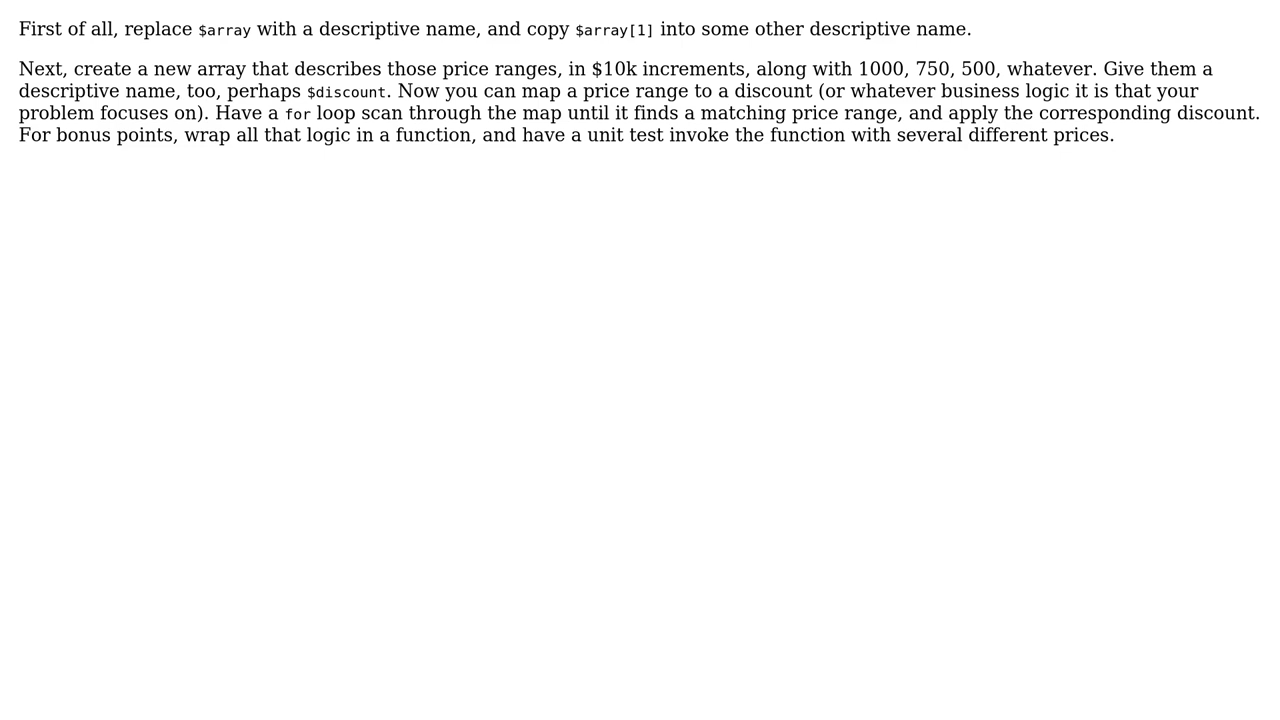 First of all, replace $array with a descriptive name, and copy $array[1] into some other descriptive name.
Next, create a new array that describes those price ranges, in $10k increments, along with 1000, 750, 500, whatever. Give them a
descriptive name, too, perhaps $discount. Now you can map a price range to a discount (or whatever business logic it is that your
problem focuses on). Have a for loop scan through the map until it finds a matching price range, and apply the corresponding discount.
For bonus points, wrap all that logic in a function, and have a unit test invoke the function with several different prices.